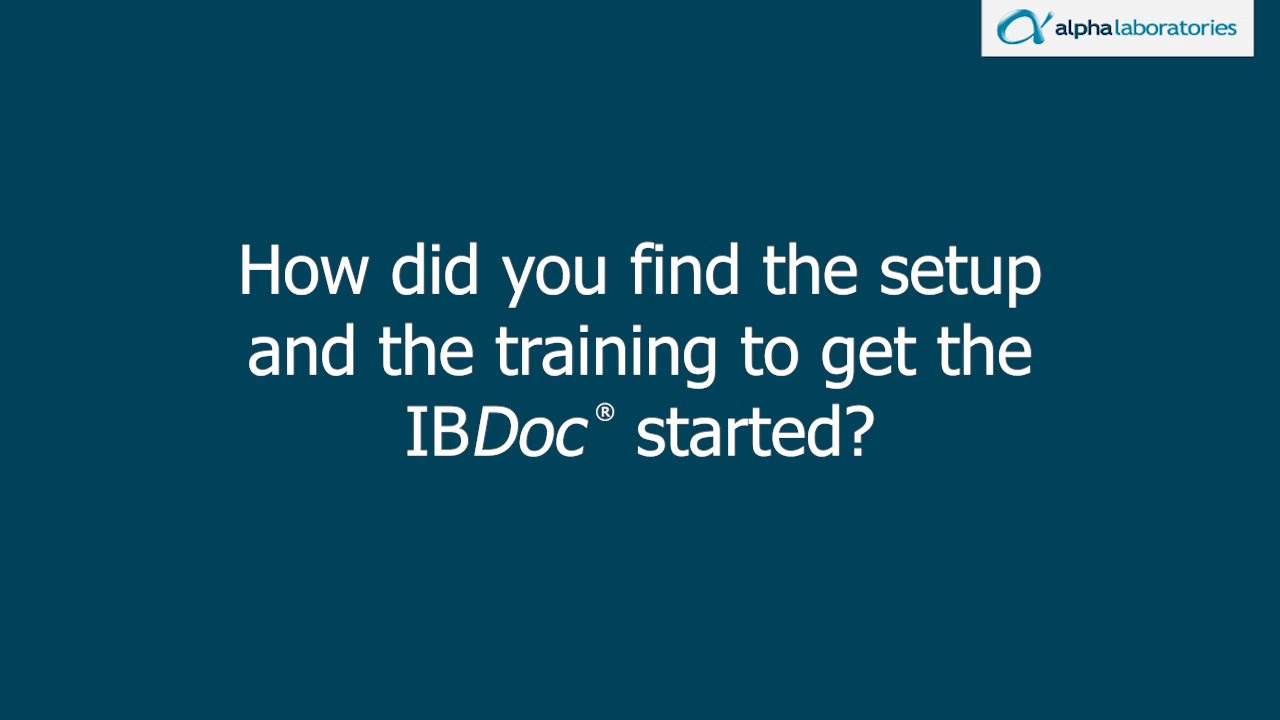 alphalaboratories
How did you find the setup
and the training to get the
IBDoc® started?